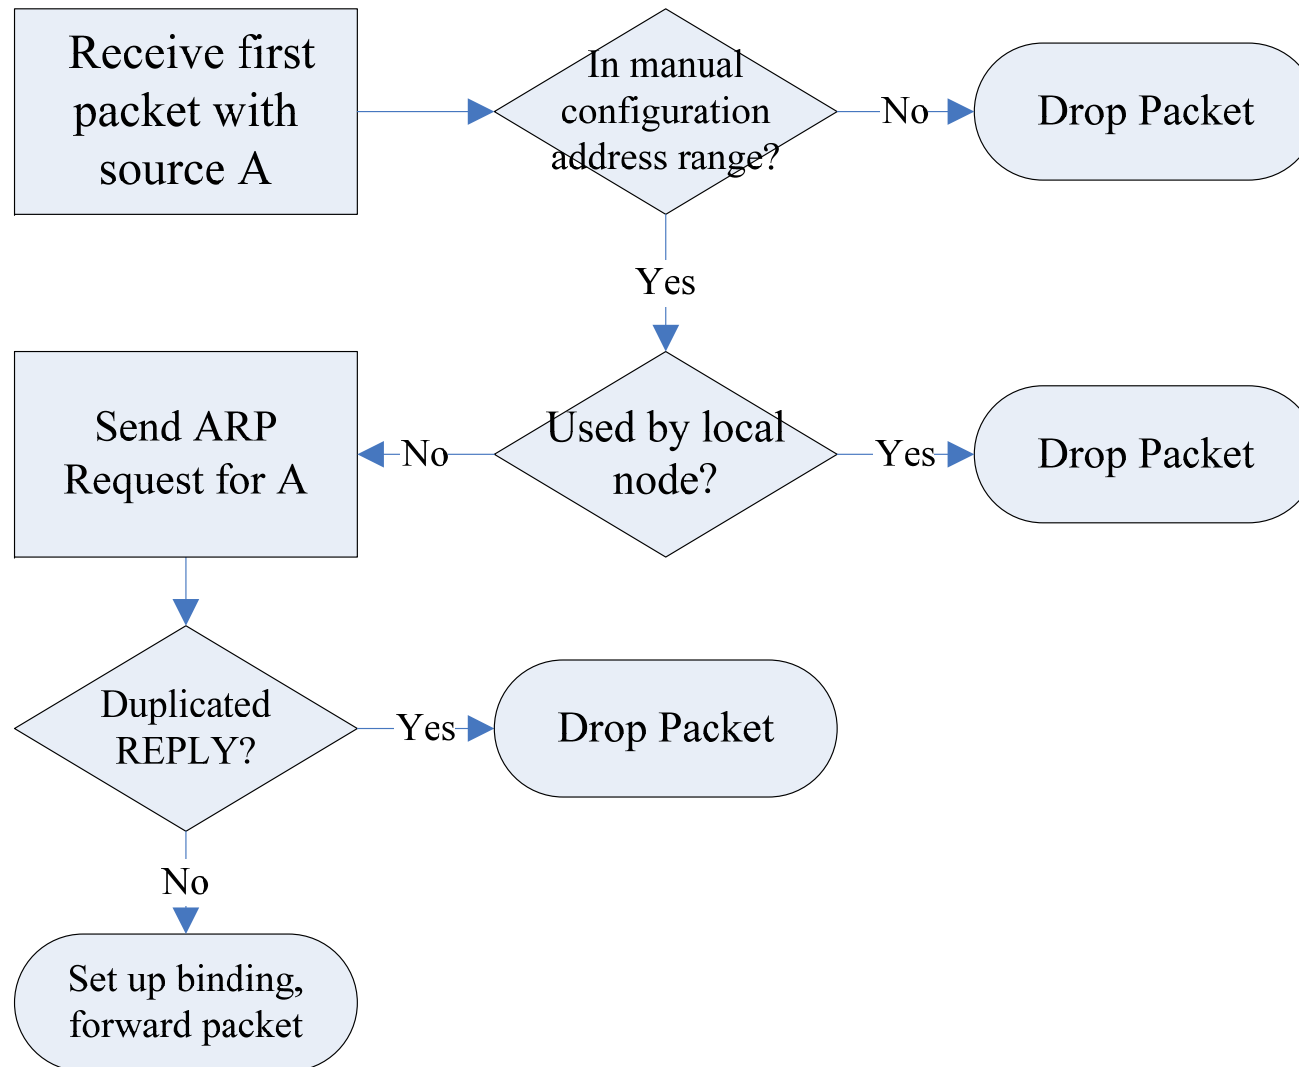 Receive first
packet with
source A
In manual
configuration
address range?
No
Drop Packet
Yes
Used by local
node?
Yes
Drop Packet
No
Send ARP
Request for A
Duplicated
REPLY?
Yes
Drop Packet
No
Set up binding,
forward packet